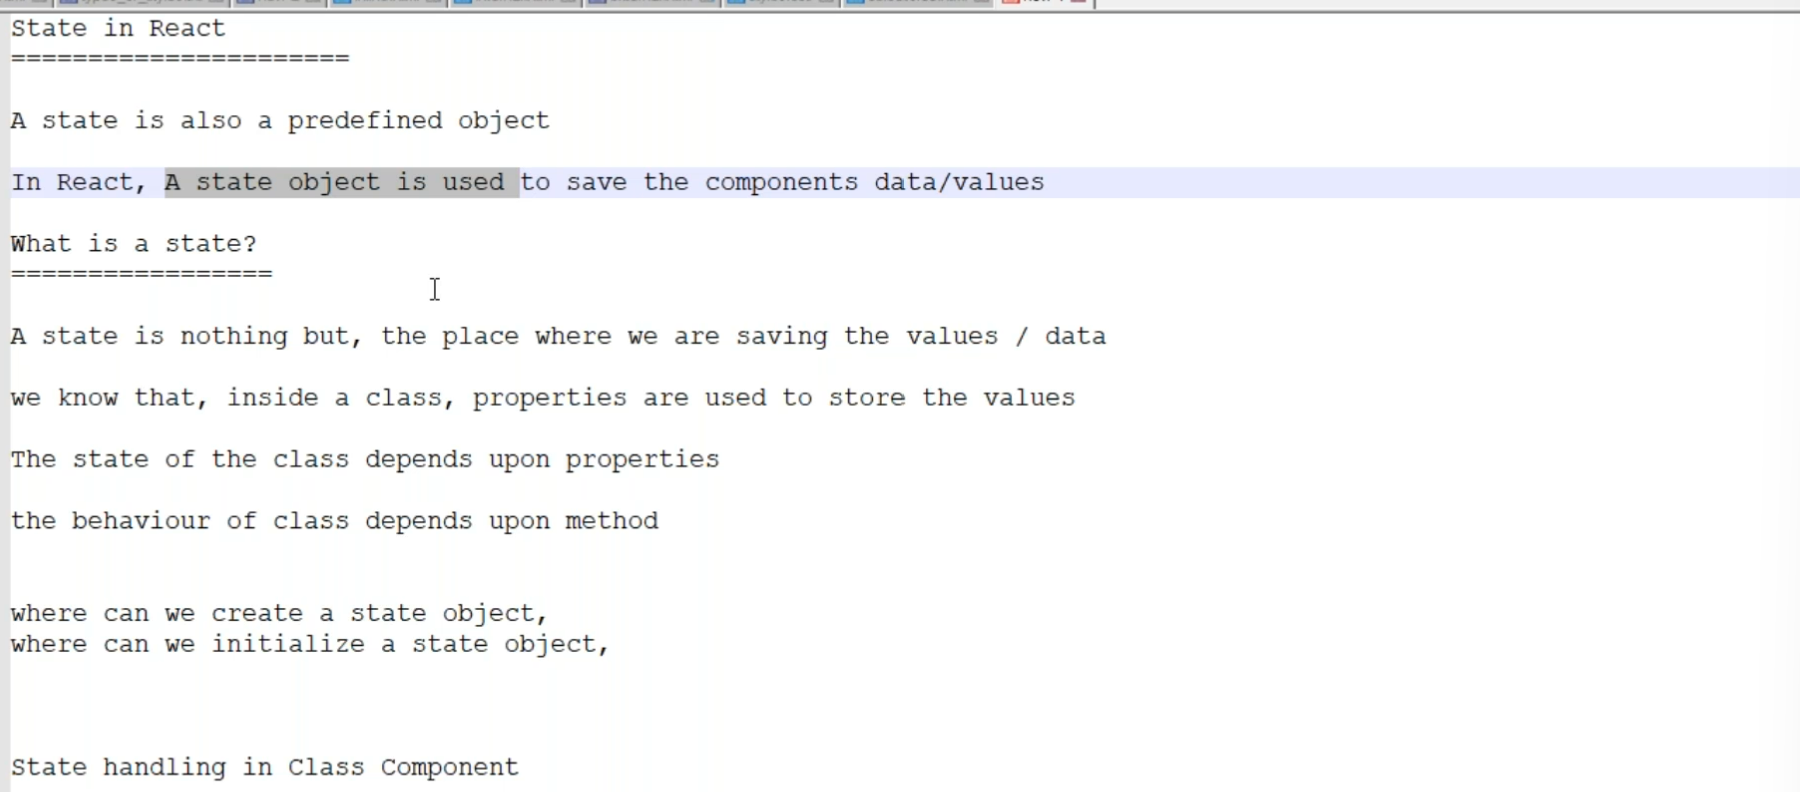 State in React
======================
A state is also a predefined object
In React, A state object is used to save the components data/values
What is a state?
=================
A state is nothing but, the place where we are saving the values / data
we know that, inside a class, properties are used to store the values
The state of the class depends upon properties
the behaviour of class depends upon method
where can we create a state object,
where can we initialize a state object,
State handling in Class Component